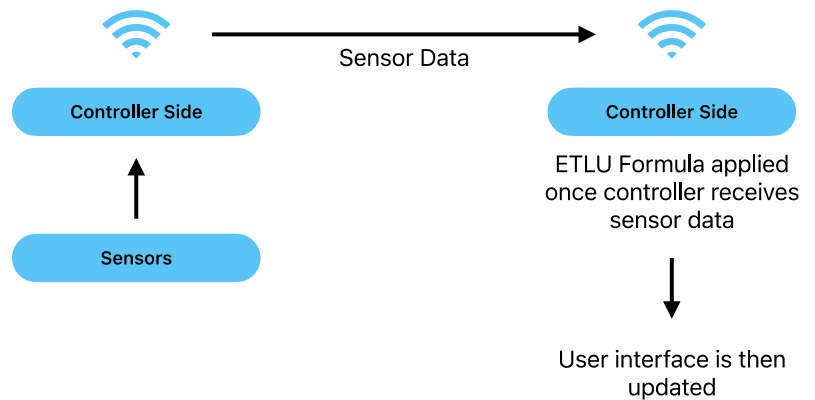 Sensor Data
Controller Side
Controller Side
ETLU Formula applied
once controller receives
sensor data
Sensors
User interface is then
updated